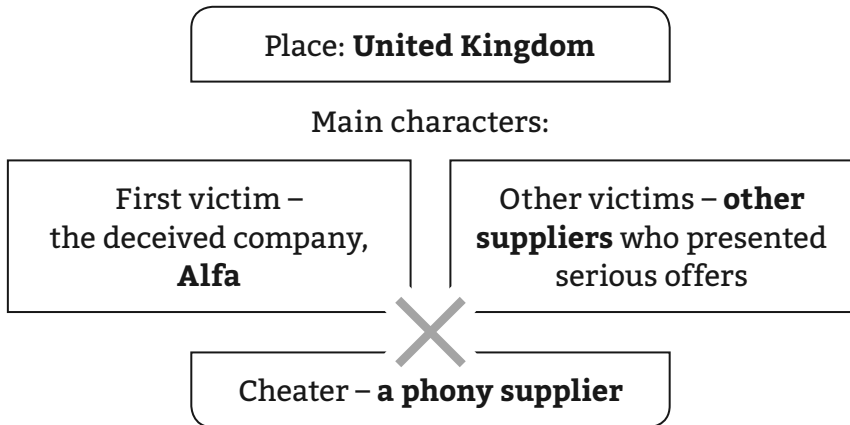 Place: United Kingdom
Main characters:
First victim –
the deceived company,
Alfa
Other victims – other
suppliers who presented
serious offers
Cheater – a phony supplier